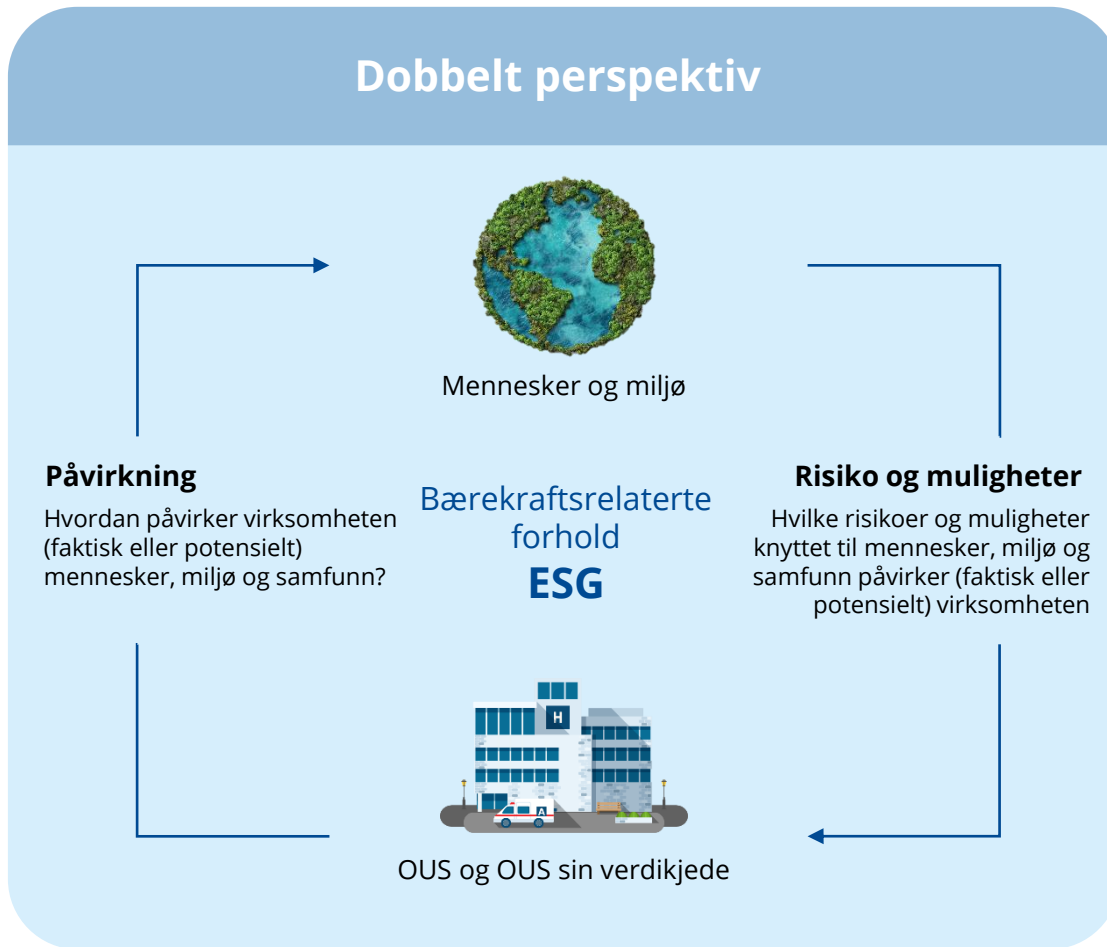 Dobbelt perspektiv
Mennesker og miljø
Påvirkning
Hvordan påvirker virksomheten
(faktisk eller potensielt)
mennesker, miljø og samfunn?
Bærekraftsrelaterte
forhold
ESG
Risiko og muligheter
Hvilke risikoer og muligheter
knyttet til mennesker, miljø og
samfunn påvirker (faktisk eller
potensielt) virksomheten
H
A
OUS og OUS sin verdikjede